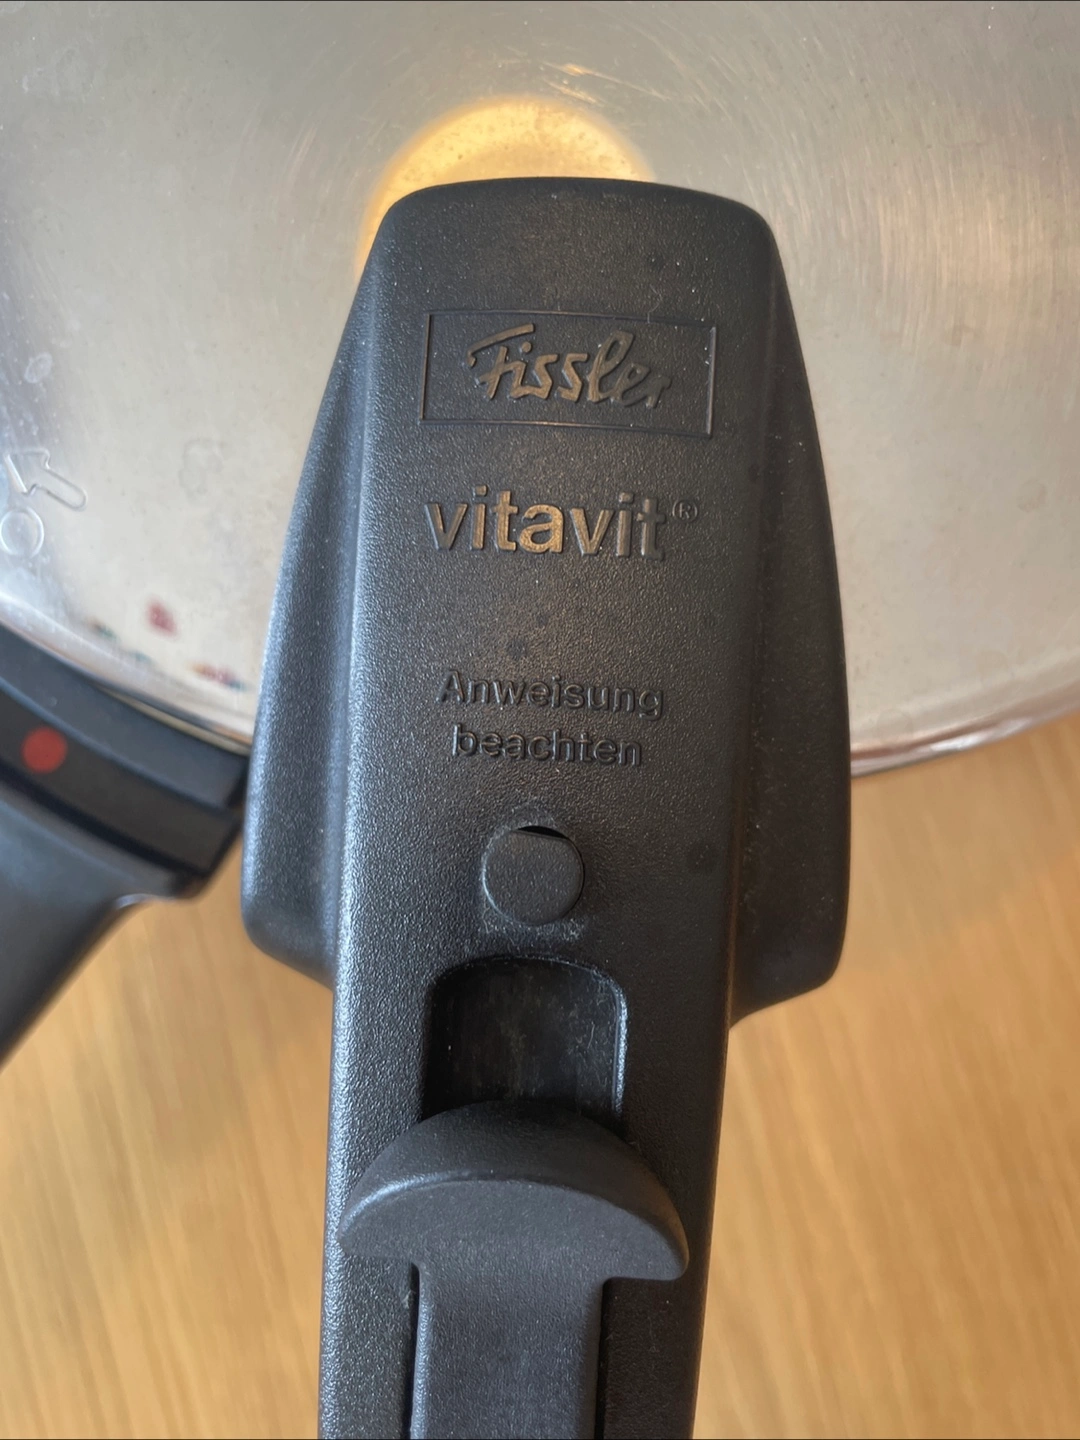 Fissler
vitavit®
Anweisung
beachten